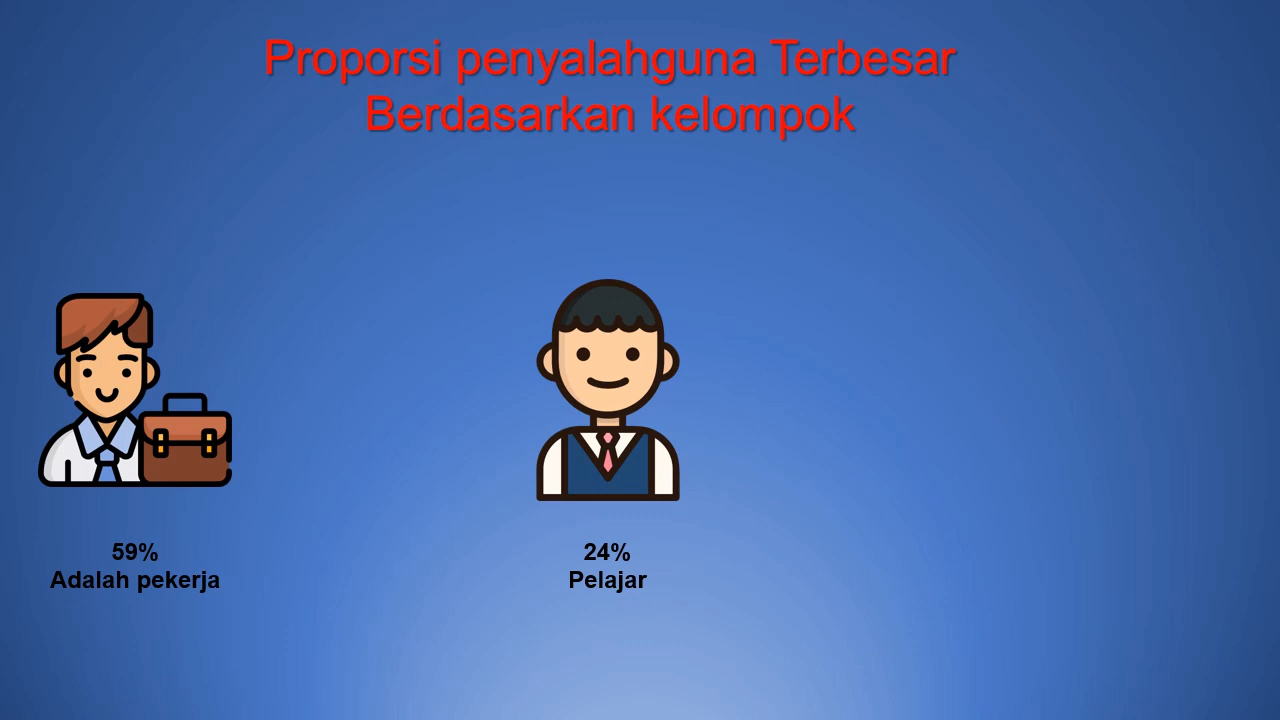 Proporsi penyalahguna Terbesar
Berdasarkan kelompok
59%
Adalah pekerja
24%
Pelajar